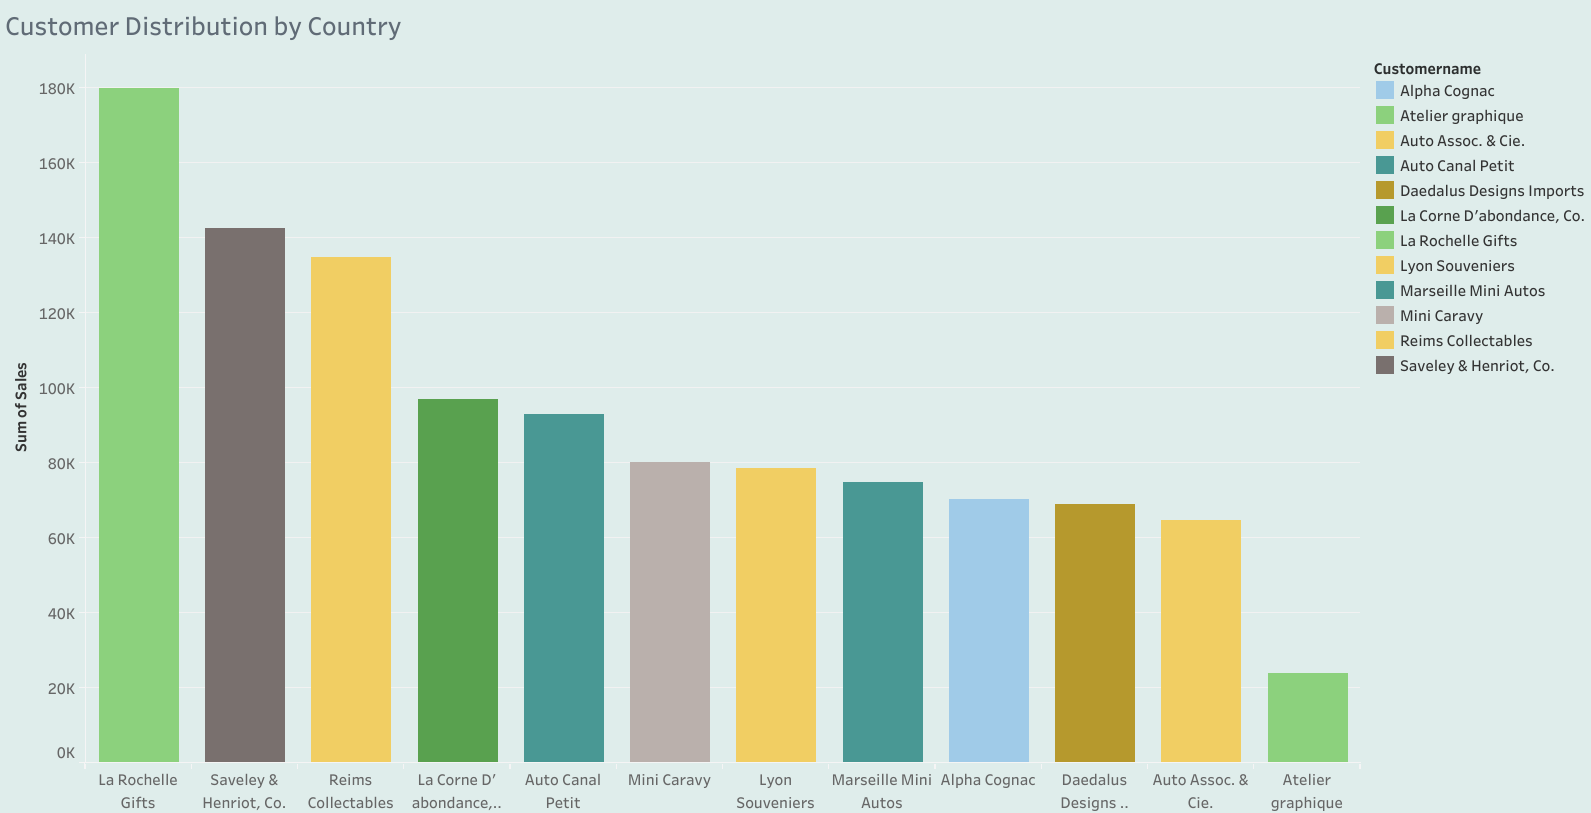 Customer Distribution by Country
Customername
Alpha Cognac
Atelier graphique
Auto Assoc. & Cie.
Auto Canal Petit
Daedalus Designs Imports
La Corne D’abondance, Co.
La Rochelle Gifts
Lyon Souveniers
Marseille Mini Autos
Mini Caravy
Reims Collectables
Saveley & Henriot, Co.
Sum of Sales
180K
160K
140K
120K
100K
80K
60K
40K
20K
0K
La Rochelle
Gifts
Saveley &
Henriot, Co.
Reims
Collectables
La Corne D’
abondance,..
Auto Canal
Petit
Mini Caravy
Lyon
Souveniers
Marseille Mini
Autos
Alpha Cognac
Daedalus
Designs ..
Auto Assoc. &
Cie.
Atelier
graphique